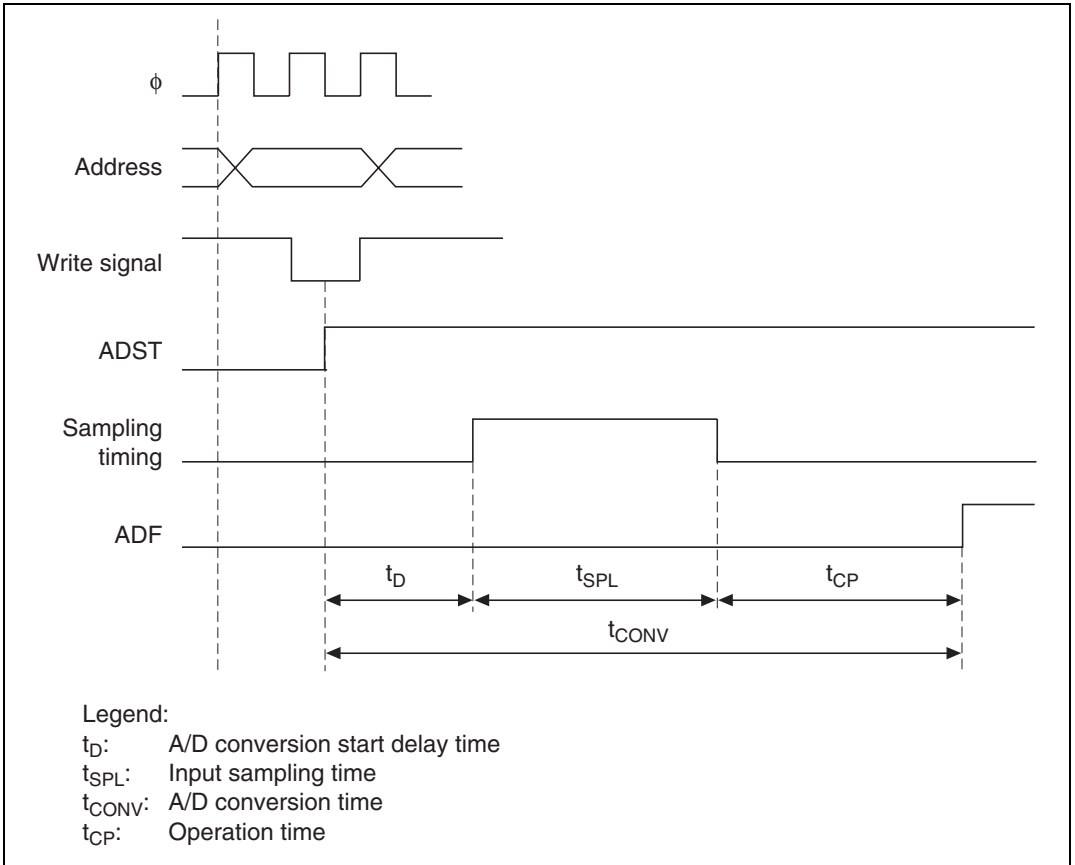 ϕ
Address
Write signal
ADST
Sampling
timing
ADF
tD tSPL tCP
tCONV
Legend:
tD: A/D conversion start delay time
tSPL: Input sampling time
tCONV: A/D conversion time
tCP: Operation time